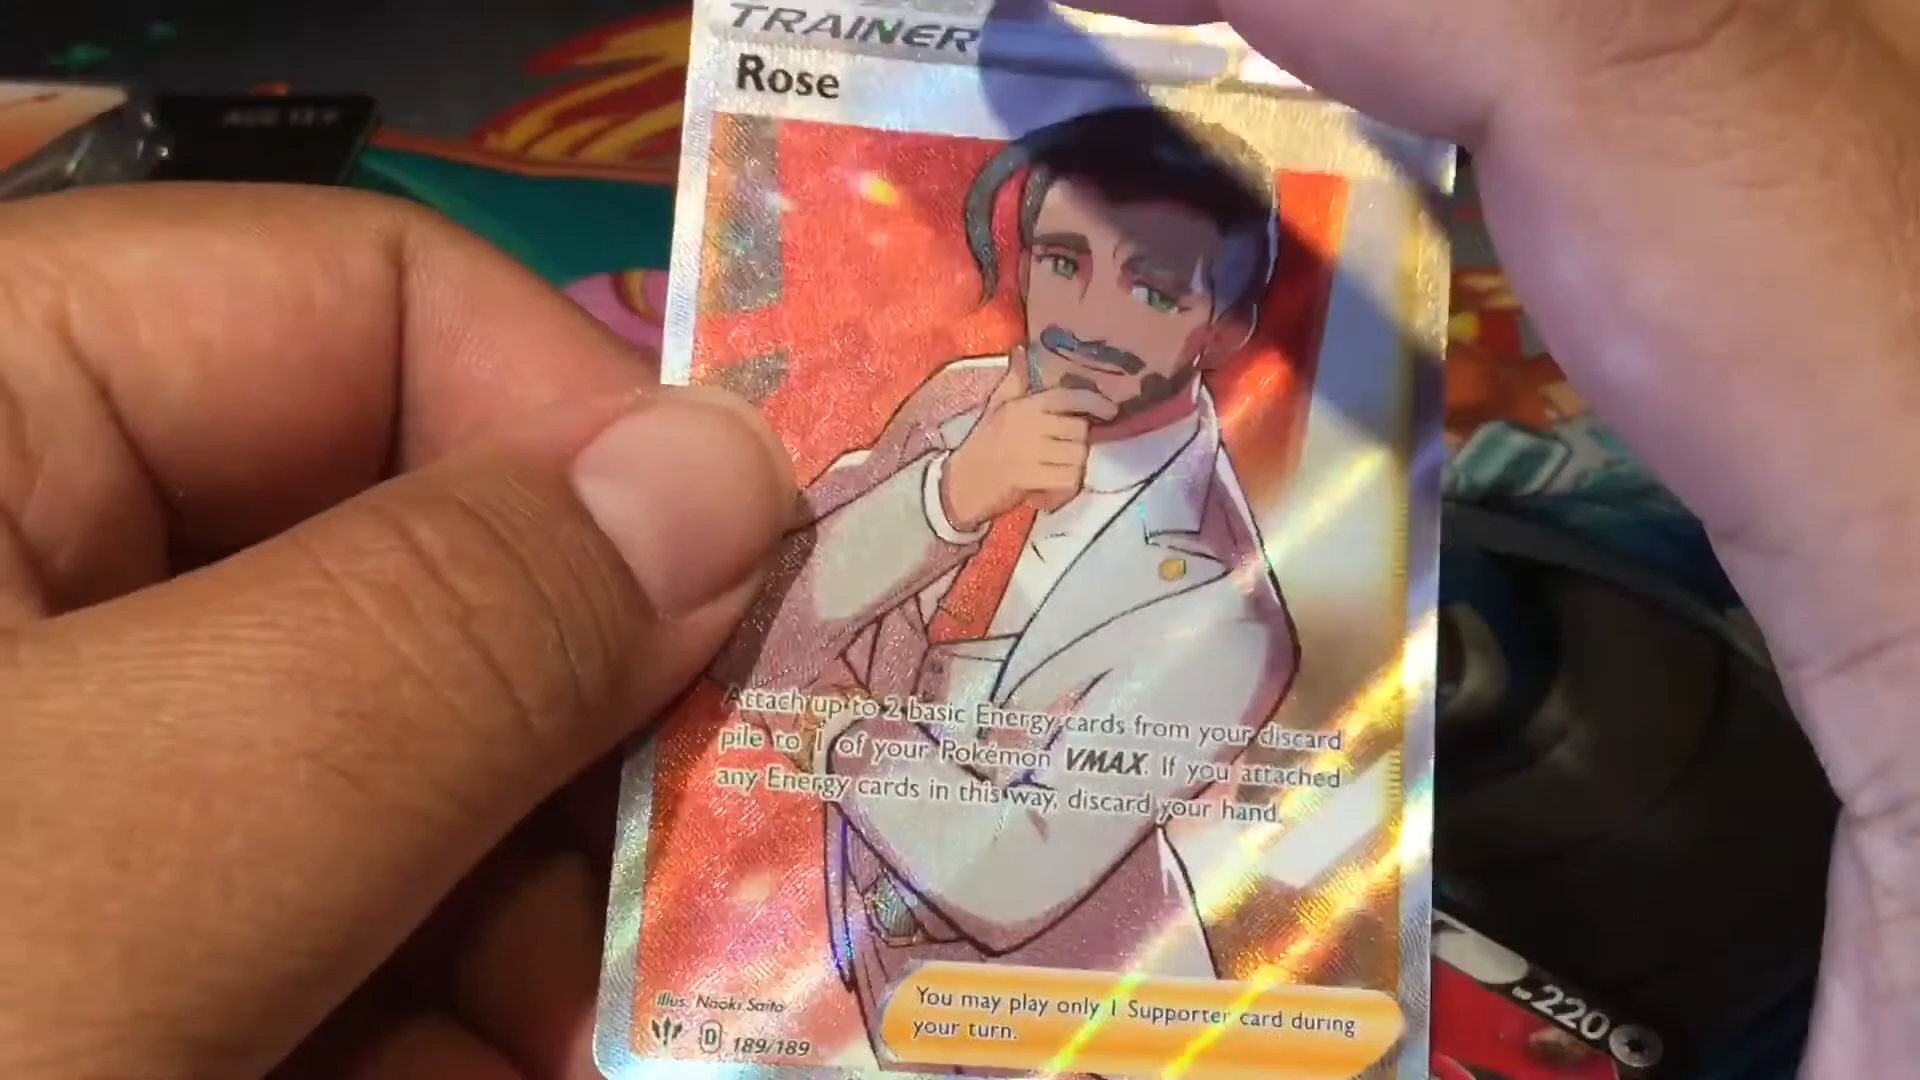 TRAINER
Rose
Attach up to 2 basic Energy cards from your discard
pile to 1 of your Pokémon VMAX. If you attached
any Energy cards in this way, discard your hand.
You may play only 1 Supporter card during
your turn.
Illus. Naoki Saito
D 189/189
220